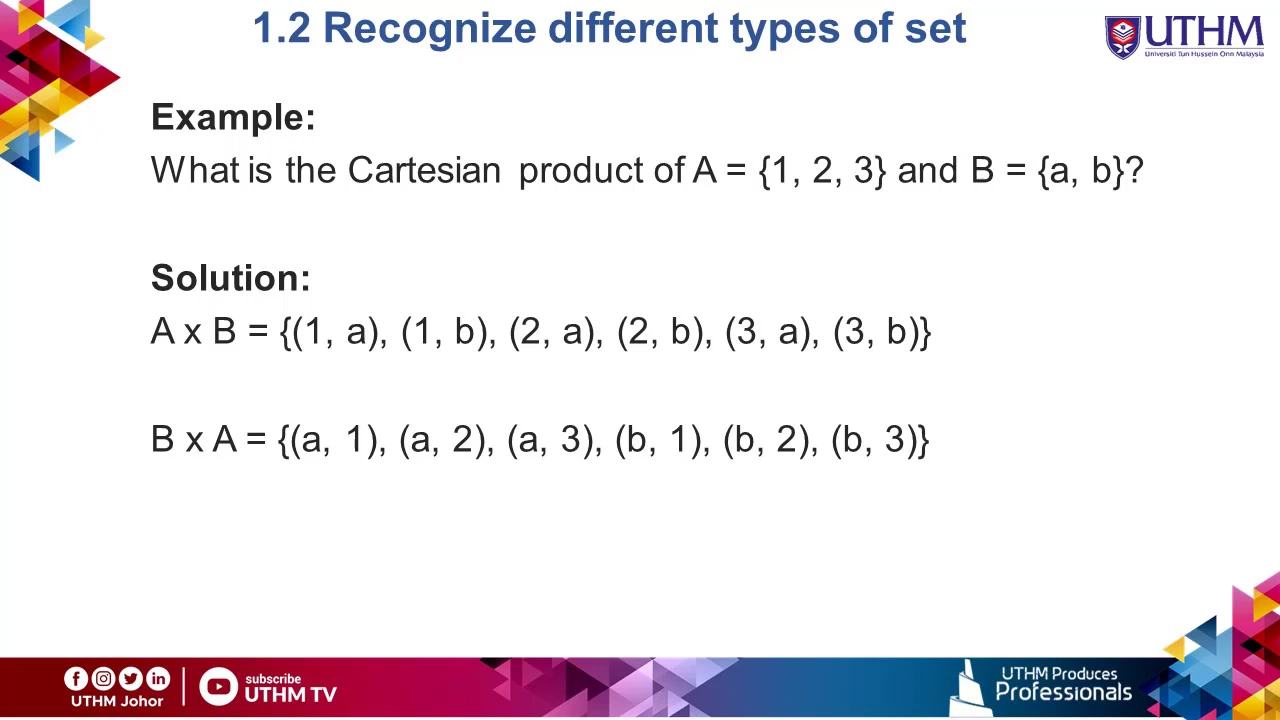 1.2 Recognize different types of set
UTHM
Universiti Tun Hussein Onn Malaysia
Example:
What is the Cartesian product of A = {1, 2, 3} and B = {a, b}?
Solution:
A x B = {(1, a), (1, b), (2, a), (2, b), (3, a), (3, b)}
B x A = {(a, 1), (a, 2), (a, 3), (b, 1), (b, 2), (b, 3)}
UTHM Johor
subscribe
UTHM TV
UTHM Produces
Professionals